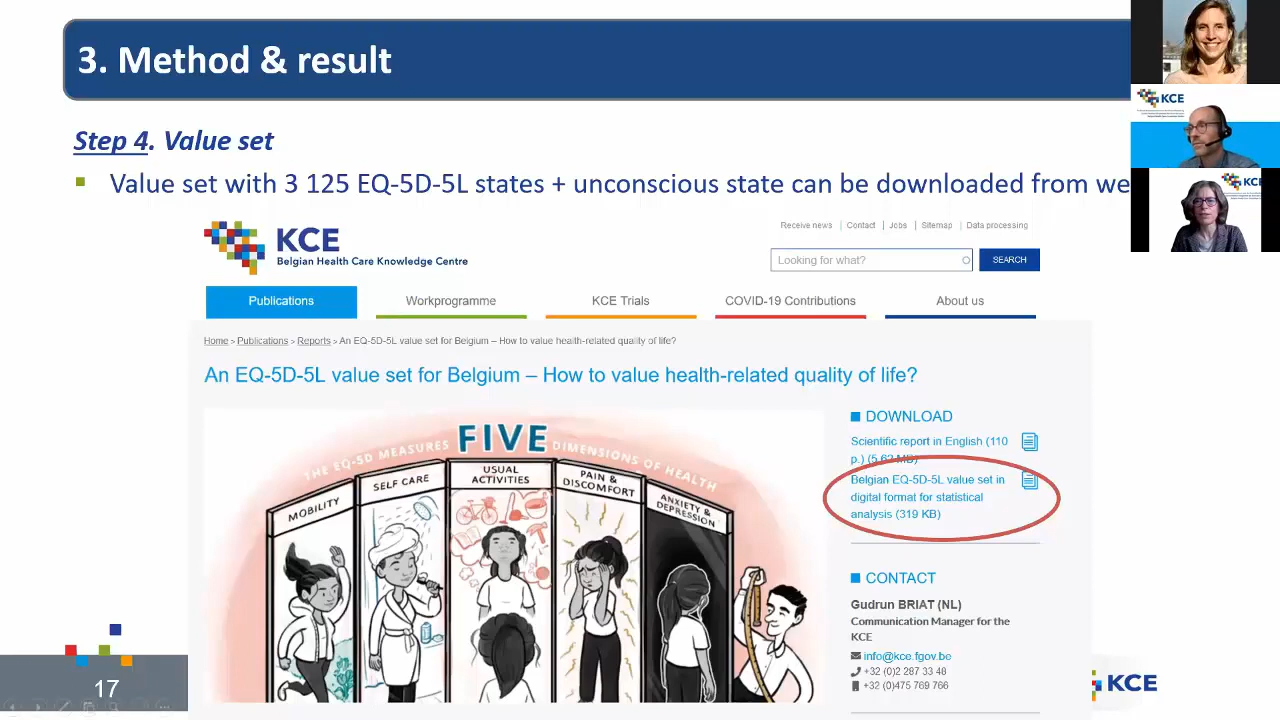 3. Method & result
Step 4. Value set
Value set with 3 125 EQ-5D-5L states + unconscious state can be downloaded from we
KCE
KCE
KCE
Belgian Health Care Knowledge Centre
Receive news | Contact | Jobs | Sitemap | Data processing
Looking for what?
SEARCH
Publications
Workprogramme
KCE Trials
COVID-19 Contributions
About us
Home > Publications > Reports > An EQ-5D-5L value set for Belgium – How to value health-related quality of life?
An EQ-5D-5L value set for Belgium – How to value health-related quality of life?
THE EQ-5D MEASURES FIVE DIMENSIONS OF HEALTH
MOBILITY
SELF CARE
USUAL
ACTIVITIES
PAIN &
DISCOMFORT
ANXIETY &
DEPRESSION
DOWNLOAD
Scientific report in English (110
p.) (5.62 MB)
Belgian EQ-5D-5L value set in
digital format for statistical
analysis (319 KB)
CONTACT
Gudrun BRIAT (NL)
Communication Manager for the
KCE
info@kce.fgov.be
+32 (0)2 287 33 48
+32 (0)475 769 766
17
KCE